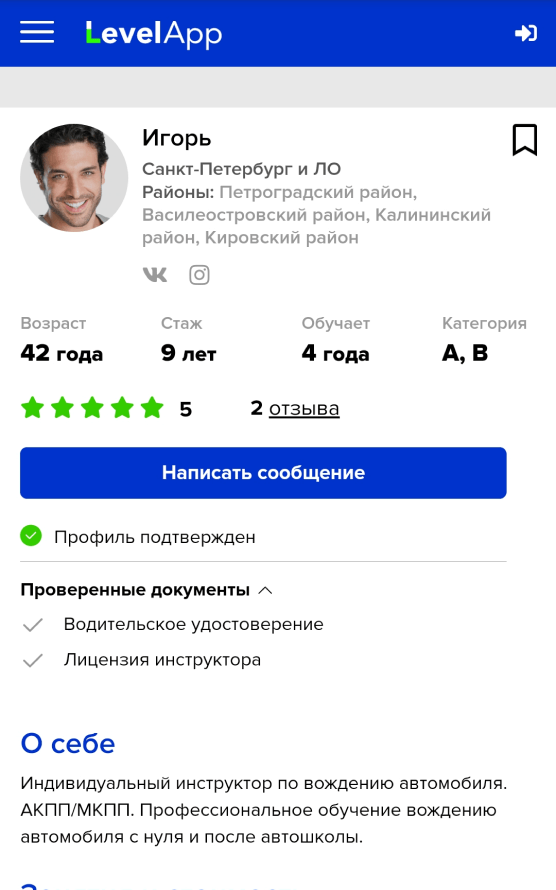 LevelApp
Игорь
Санкт-Петербург и ЛО
Районы: Петроградский район,
Василеостровский район, Калининский
район, Кировский район
Возраст Стаж Обучает Категория
42 года 9 лет 4 года А, В
5 2 отзыва
Написать сообщение
Профиль подтвержден
Проверенные документы
Водительское удостоверение
Лицензия инструктора
О себе
Индивидуальный инструктор по вождению автомобиля.
АКПП/МКПП. Профессиональное обучение вождению
автомобиля с нуля и после автошколы.